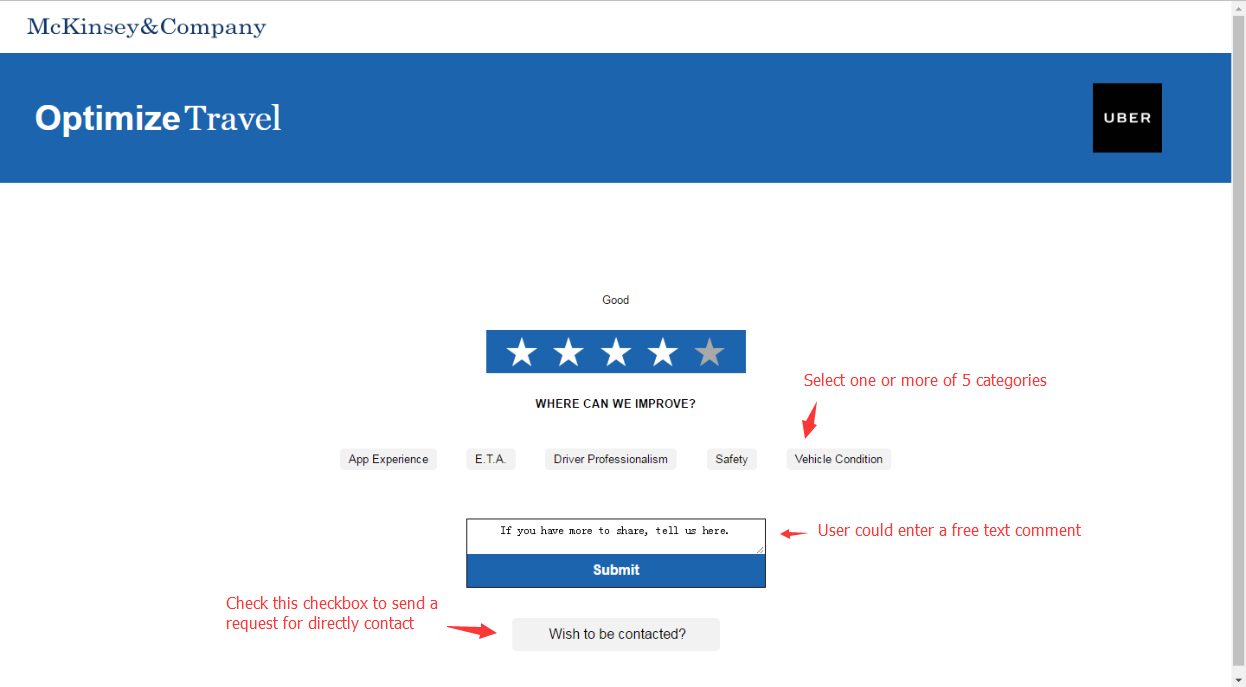 McKinsey&Company
Optimize Travel
UBER
Good
Select one or more of 5 categories
WHERE CAN WE IMPROVE?
App Experience E.T.A. Driver Professionalism Safety Vehicle Condition
If you have more to share, tell us here.
User could enter a free text comment
Submit
Check this checkbox to send a
request for directly contact
Wish to be contacted?